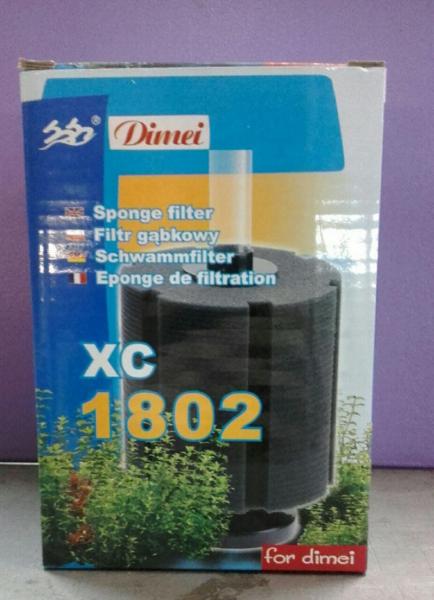 ® Dimei
Sponge filter
Filtr gąbkowy
Schwammfilter
Eponge de filtration
XC
1802
for dimei